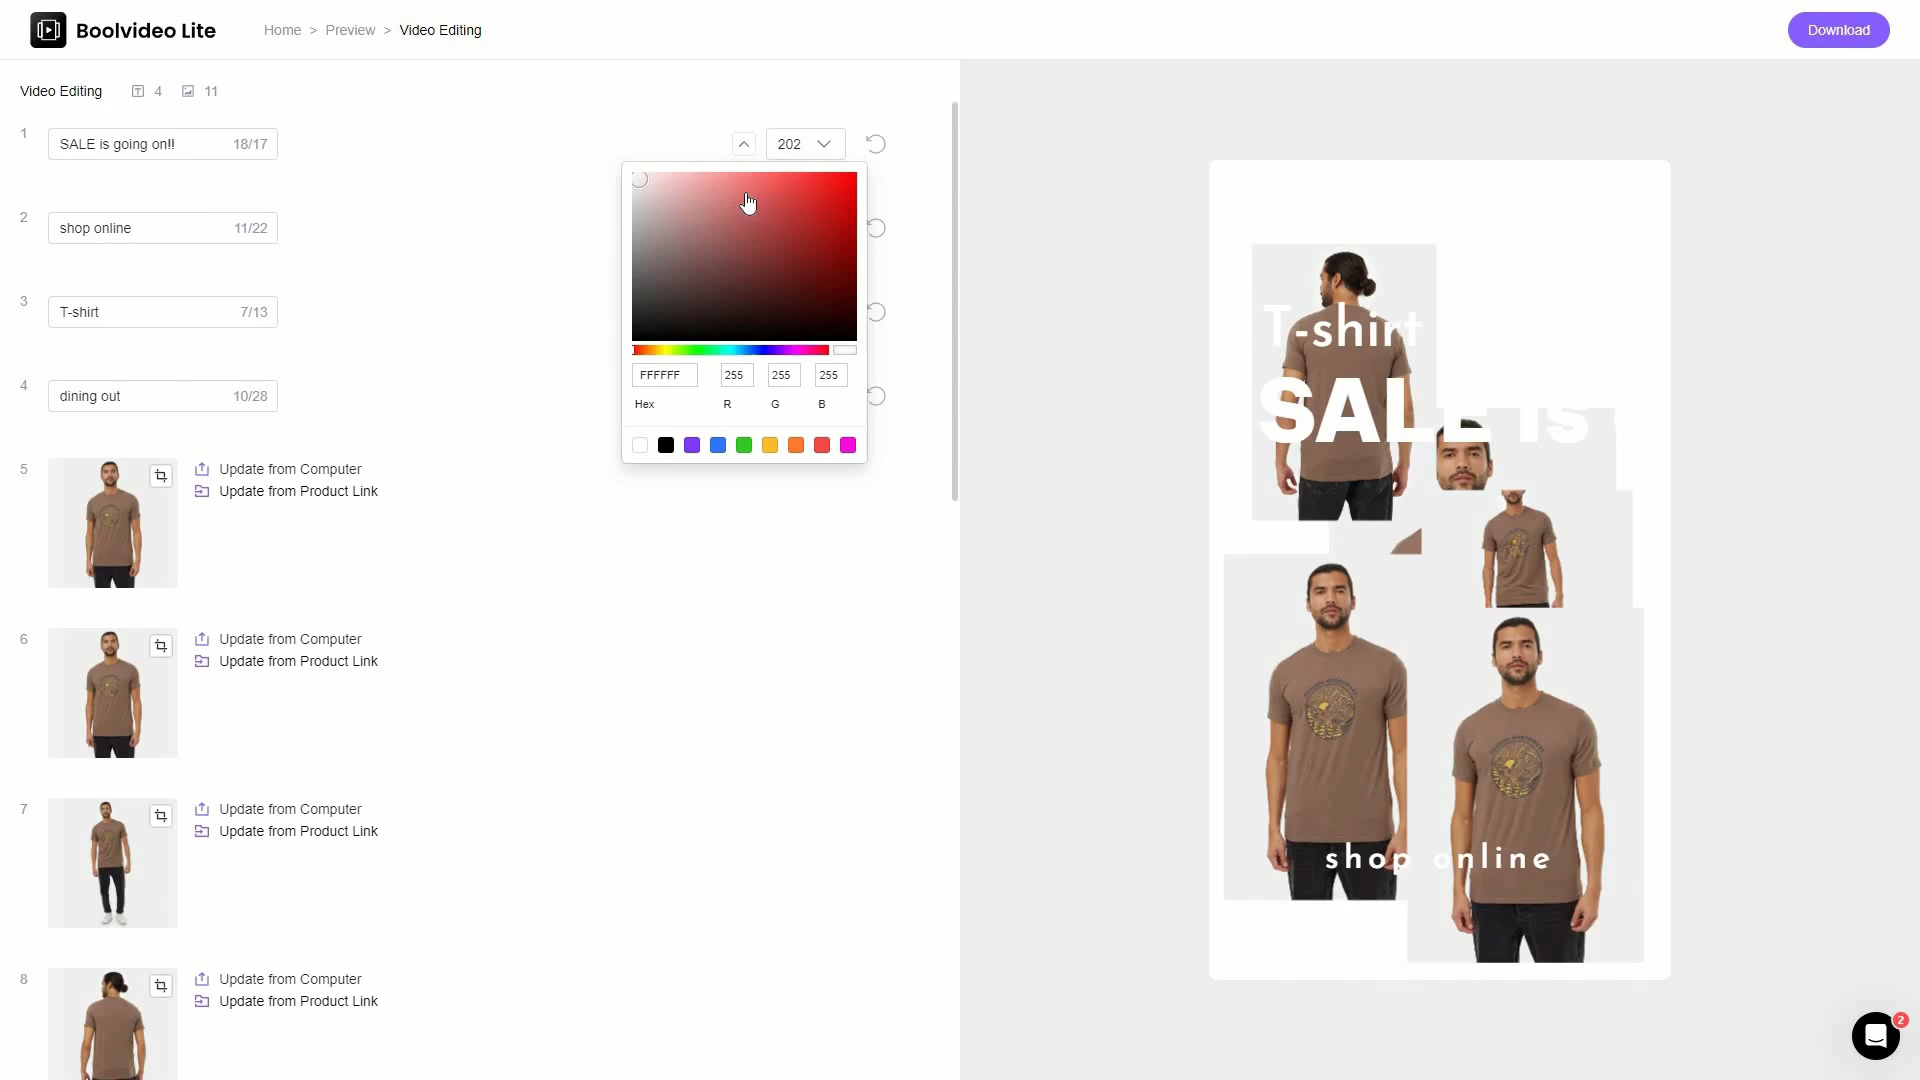 Boolvideo Lite
Home > Preview > Video Editing
Download
Video Editing 4 11
1 SALE is going on!! 18/17 202
2 shop online 11/22
3 T-shirt 7/13
4 dining out 10/28
FFFFFF 255 255 255
Hex R G B
5 Update from Computer
Update from Product Link
6 Update from Computer
Update from Product Link
7 Update from Computer
Update from Product Link
8 Update from Computer
Update from Product Link
T-shirt
SALE is
shop online
2